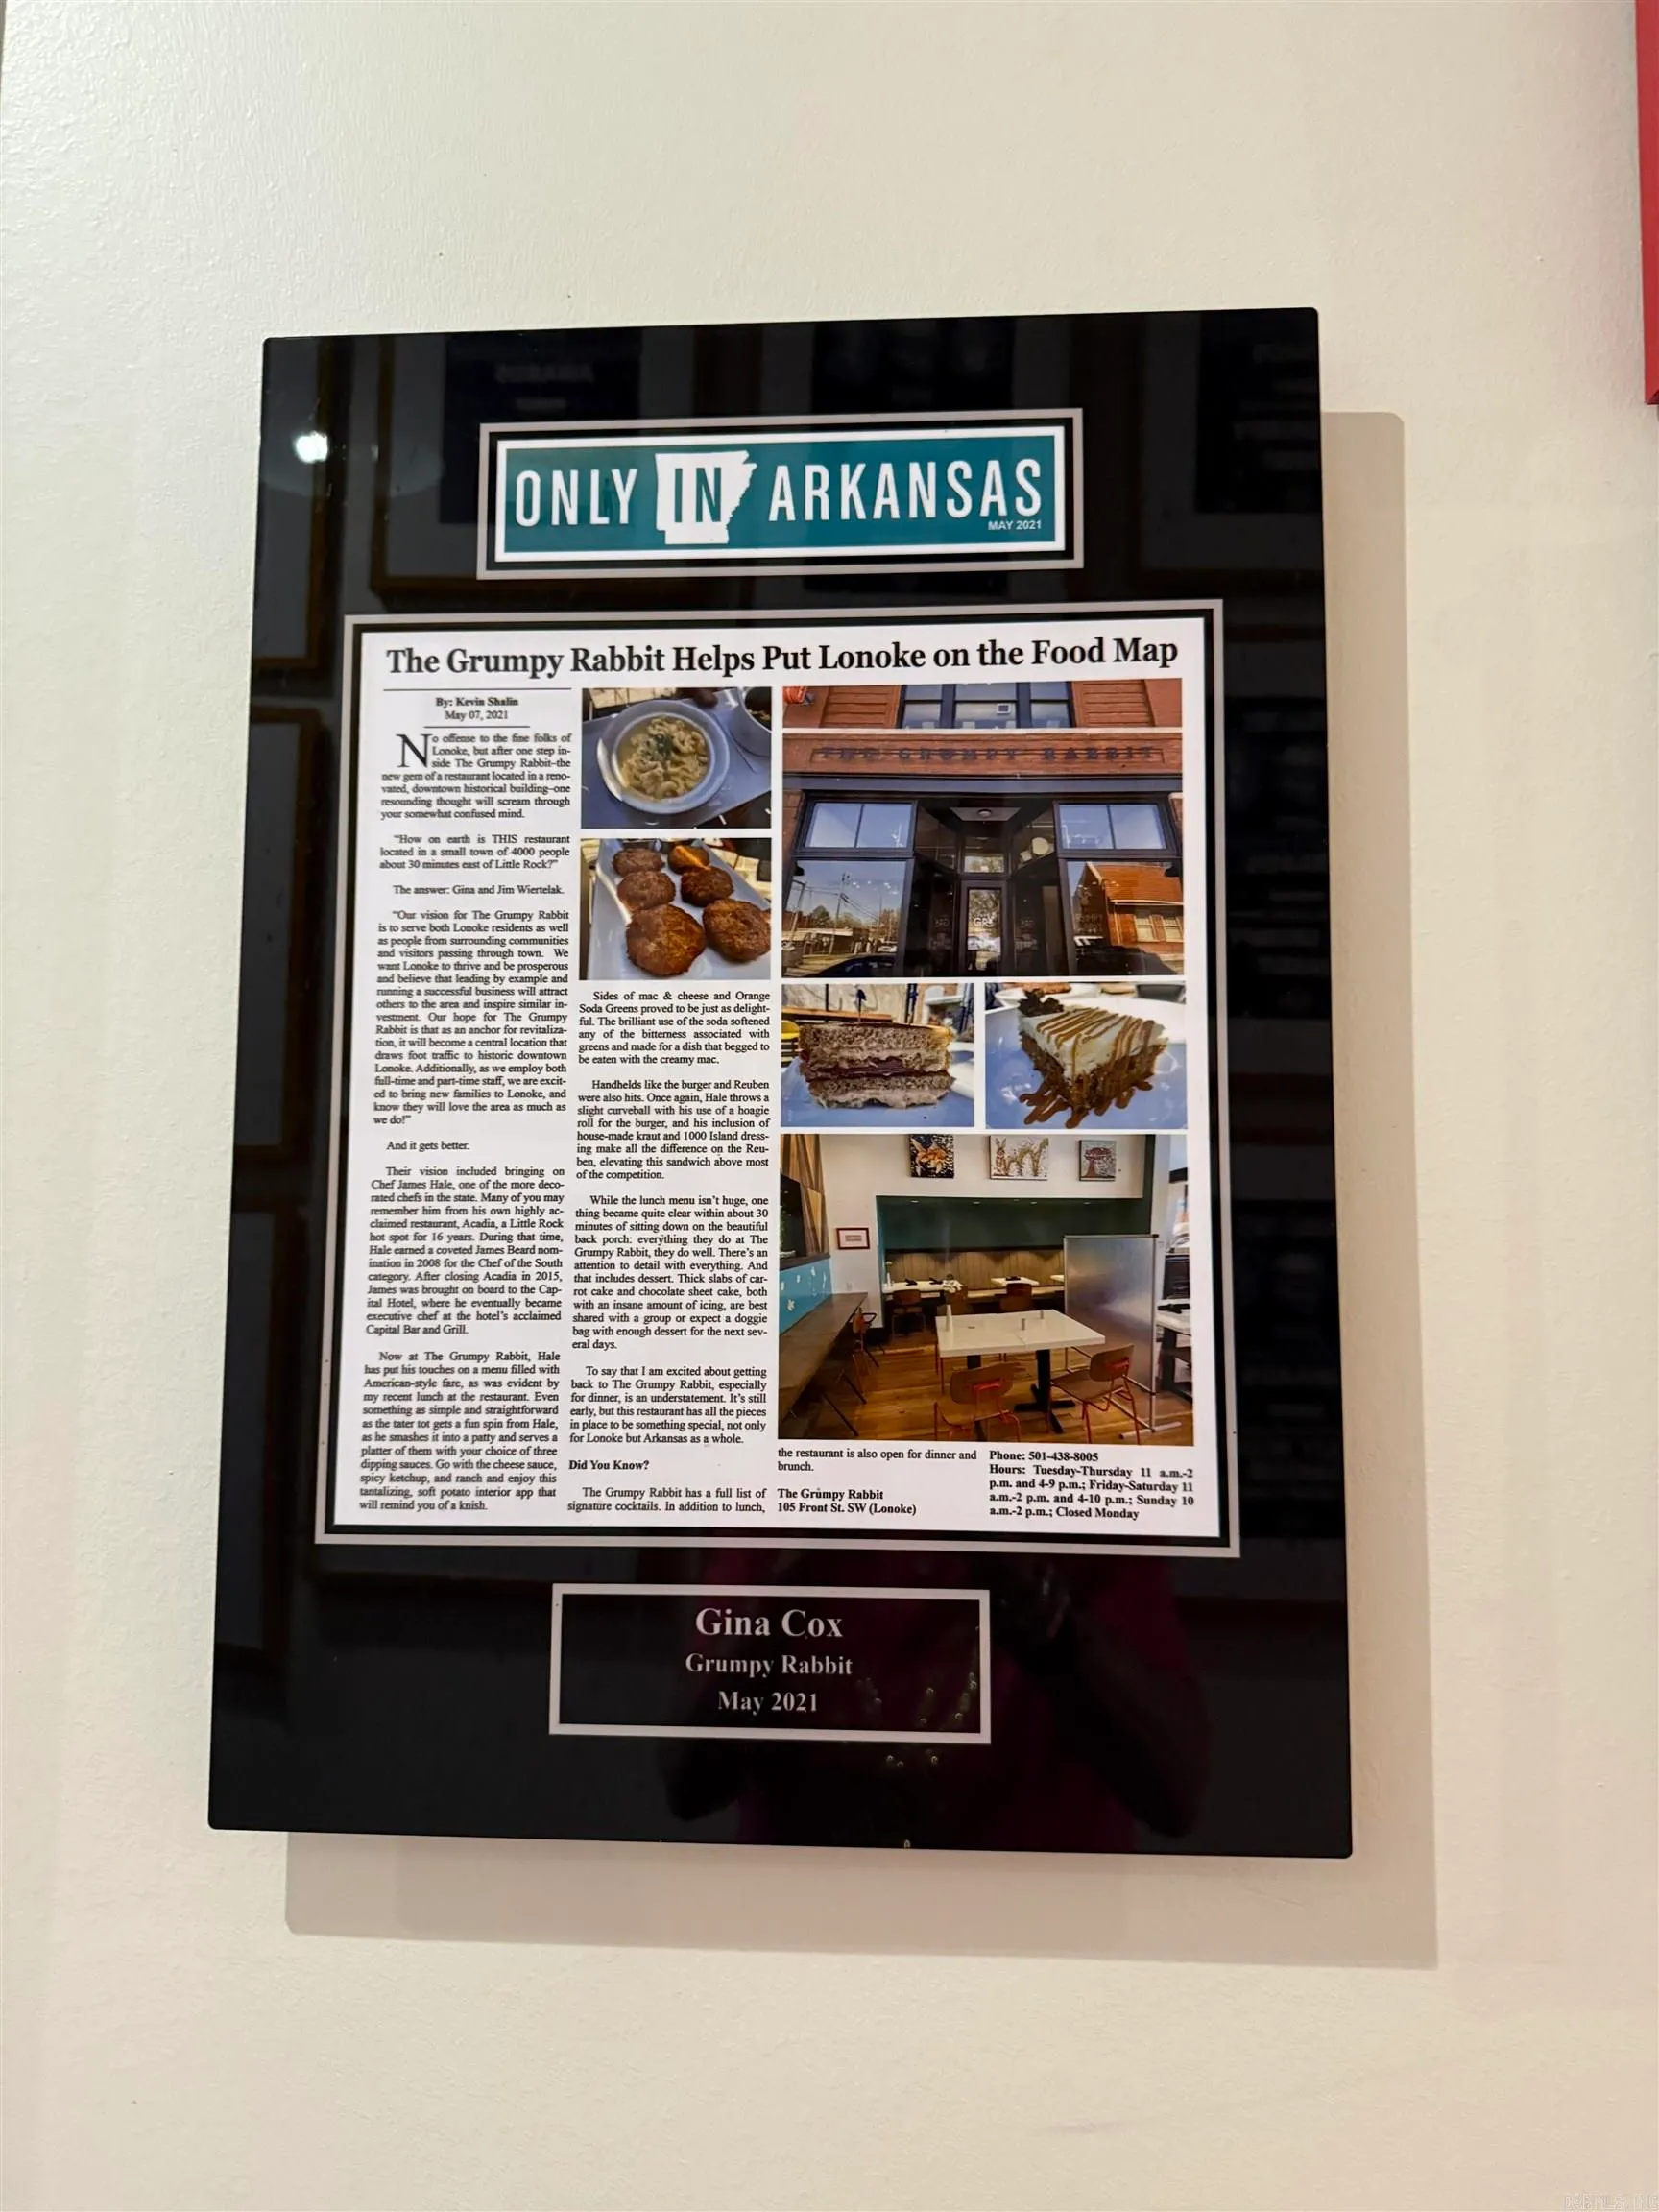 ONLY IN ARKANSAS
MAY 2021
The Grumpy Rabbit Helps Put Lonoke on the Food Map
By: Kevin Shalin
May 07, 2021
No offense to the fine folks of
Lonoke, but after one step in-
side The Grumpy Rabbit–the
new gem of a restaurant located in a reno-
vated, downtown historical building–one
resounding thought will scream through
your somewhat confused mind.
"How on earth is THIS restaurant
located in a small town of 4000 people
about 30 minutes east of Little Rock?"
The answer: Gina and Jim Wiertelak.
"Our vision for The Grumpy Rabbit
is to serve both Lonoke residents as well
as people from surrounding communities
and visitors passing through town. We
want Lonoke to thrive and be prosperous
and believe that leading by example and
running a successful business will attract
others to the area and inspire similar in-
vestment. Our hope for The Grumpy
Rabbit is that as an anchor for revitaliza-
tion, it will become a central location that
draws foot traffic to historic downtown
Lonoke. Additionally, as we employ both
full-time and part-time staff, we are excit-
ed to bring new families to Lonoke, and
know they will love the area as much as
we do!"
And it gets better.
Their vision included bringing on
Chef James Hale, one of the more deco-
rated chefs in the state. Many of you may
remember him from his own highly ac-
claimed restaurant, Acadia, a Little Rock
hot spot for 16 years. During that time,
Hale earned a coveted James Beard nom-
ination in 2008 for the Chef of the South
category. After closing Acadia in 2015,
James was brought on board to the Cap-
ital Hotel, where he eventually became
executive chef at the hotel's acclaimed
Capital Bar and Grill.
Now at The Grumpy Rabbit, Hale
has put his touches on a menu filled with
American-style fare, as was evident by
my recent lunch at the restaurant. Even
something as simple and straightforward
as the tater tot gets a fun spin from Hale,
as he smashes it into a patty and serves a
platter of them with your choice of three
dipping sauces. Go with the cheese sauce,
spicy ketchup, and ranch and enjoy this
tantalizing, soft potato interior app that
will remind you of a knish.
Sides of mac & cheese and Orange
Soda Greens proved to be just as delight-
ful. The brilliant use of the soda softened
any of the bitterness associated with
greens and made for a dish that begged to
be eaten with the creamy mac.
Handhelds like the burger and Reuben
were also hits. Once again, Hale throws a
slight curveball with his use of a hoagie
roll for the burger, and his inclusion of
house-made kraut and 1000 Island dress-
ing make all the difference on the Reu-
ben, elevating this sandwich above most
of the competition.
While the lunch menu isn't huge, one
thing became quite clear within about 30
minutes of sitting down on the beautiful
back porch: everything they do at The
Grumpy Rabbit, they do well. There's an
attention to detail with everything. And
that includes dessert. Thick slabs of car-
rot cake and chocolate sheet cake, both
with an insane amount of icing, are best
shared with a group or expect a doggie
bag with enough dessert for the next sev-
eral days.
To say that I am excited about getting
back to The Grumpy Rabbit, especially
for dinner, is an understatement. It's still
early, but this restaurant has all the pieces
in place to be something special, not only
for Lonoke but Arkansas as a whole.
Did You Know?
The Grumpy Rabbit has a full list of
signature cocktails. In addition to lunch,
THE GRUMPY RABBIT
the restaurant is also open for dinner and
brunch.
The Grumpy Rabbit
105 Front St. SW (Lonoke)
Phone: 501-438-8005
Hours: Tuesday-Thursday 11 a.m.-2
p.m. and 4-9 p.m.; Friday-Saturday 11
a.m.-2 p.m. and 4-10 p.m.; Sunday 10
a.m.-2 p.m.; Closed Monday
Gina Cox
Grumpy Rabbit
May 2021